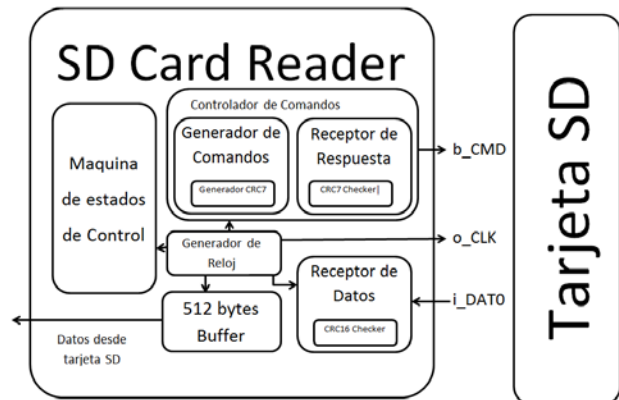 SD Card Reader
Controlador de Comandos
Maquina
de estados
de Control
Generador de
Comandos
Generador CRC7
Receptor de
Respuesta
CRC7 Checker|
b_CMD
Generador de
Reloj
o_CLK
Receptor de
Datos
CRC16 Checker
i_DAT0
512 bytes
Buffer
Datos desde
tarjeta SD
Tarjeta SD